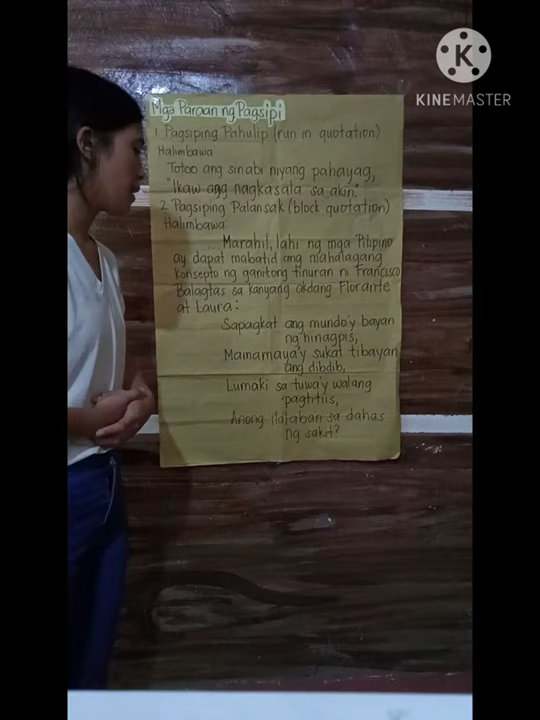 KINEMASTER
Mga Paraan ng Pagsipi
1. Pagsiping Pahulip (run in quotation)
Halimbawa
Totoo ang sinabi niyang pahayag,
"Ikaw ang nagkasala sa akin."
2. Pagsiping Palansak (block quotation)
Halimbawa
... Marahil, lahi ng mga Pilipino
ay dapat mabatid ang mahalagang
konsepto ng ganitong tinuran ni Francisco
Balagtas sa kanyang akdang Florante
at Laura:
Sapagkat ang mundo'y bayan
ng hinagpis,
Mamamaya'y sukat tibayan
ang dibdib,
Lumaki sa tuwa'y walang
pagtitiis,
Anong ilalaban sa dahas
ng sakit?